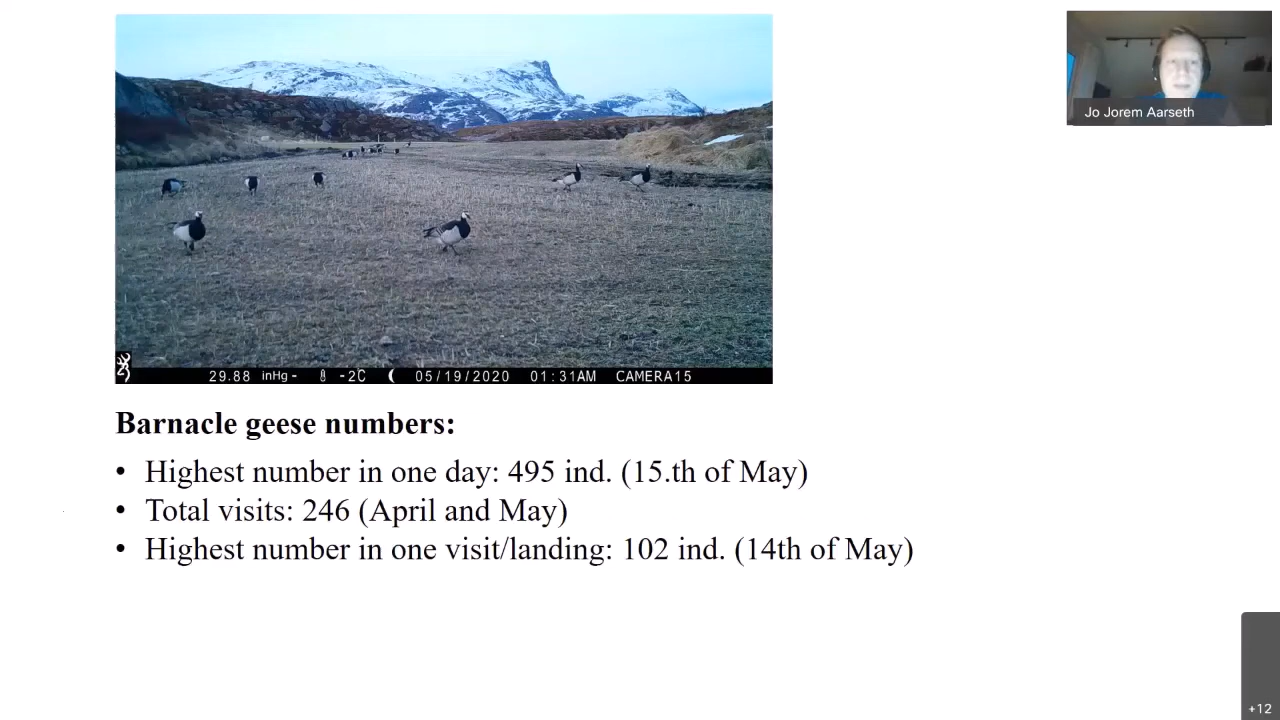 Jo Jorem Aarseth
29.88 inHg - -2C 05/19/2020 01:31AM CAMERA15
Barnacle geese numbers:
• Highest number in one day: 495 ind. (15.th of May)
• Total visits: 246 (April and May)
• Highest number in one visit/landing: 102 ind. (14th of May)
+12